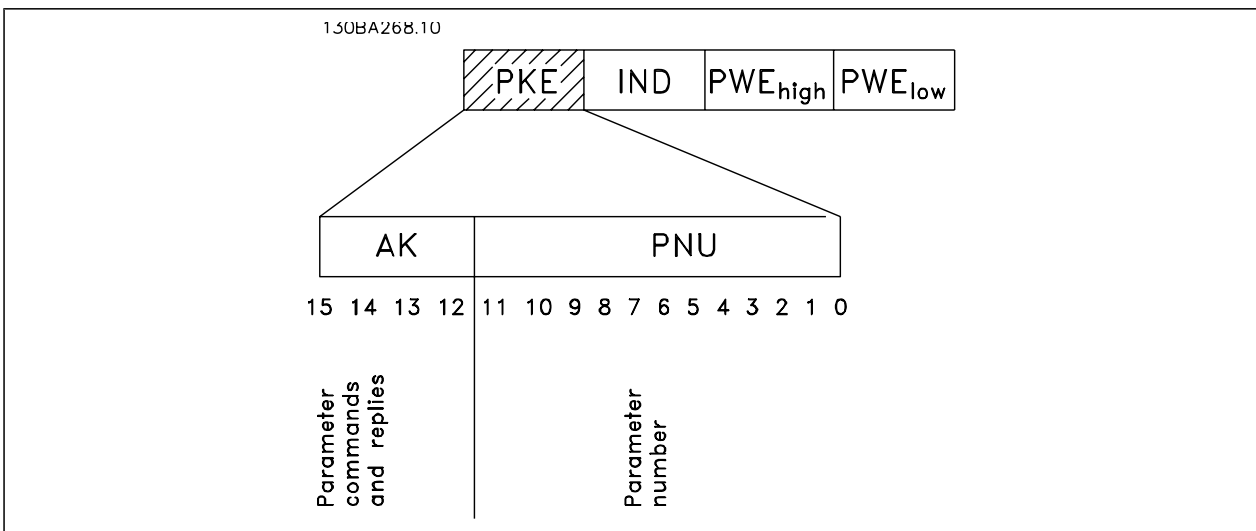 130BA268.10
PKE IND PWEhigh PWElow
AK PNU
15 14 13 12 11 10 9 8 7 6 5 4 3 2 1 0
Parameter
commands
and replies
Parameter
number